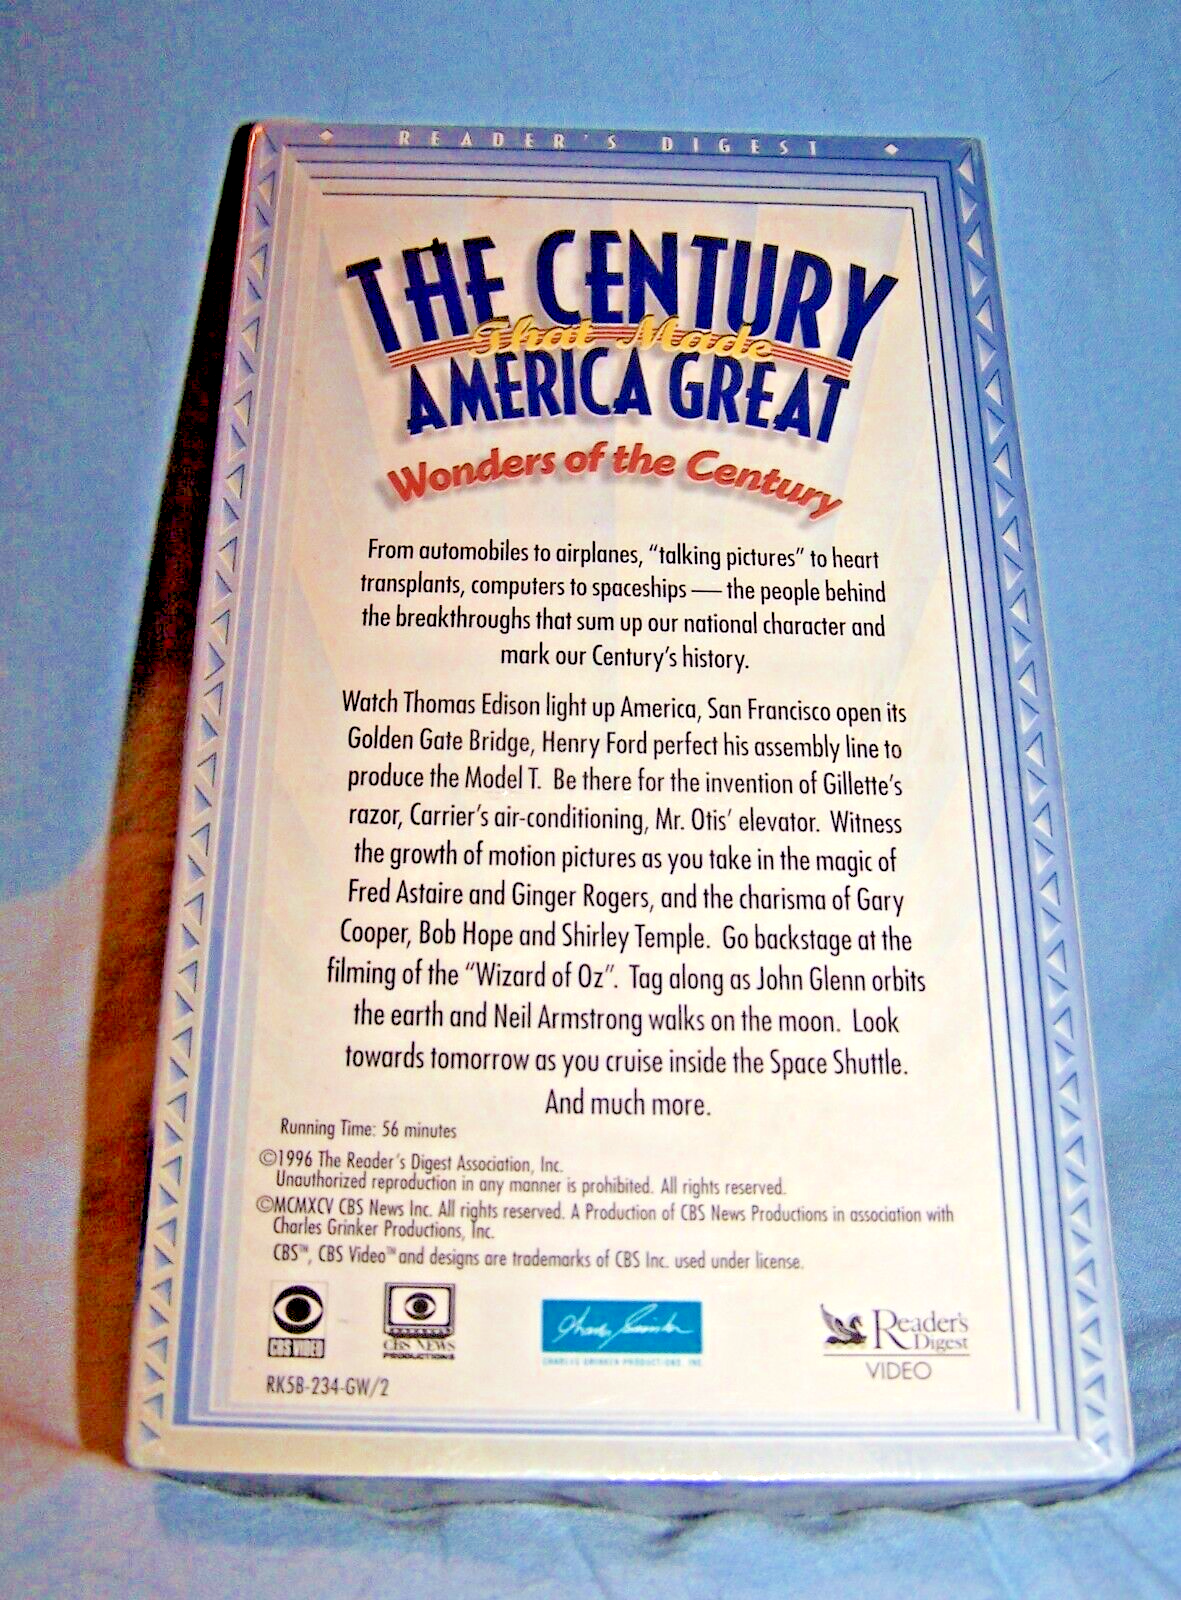 READER'S DIGEST
THE CENTURY
That Made
AMERICA GREAT
Wonders of the Century
From automobiles to airplanes, “talking pictures” to heart
transplants, computers to spaceships — the people behind
the breakthroughs that sum up our national character and
mark our Century's history.
Watch Thomas Edison light up America, San Francisco open its
Golden Gate Bridge, Henry Ford perfect his assembly line to
produce the Model T. Be there for the invention of Gillette's
razor, Carrier's air-conditioning, Mr. Otis' elevator. Witness
the growth of motion pictures as you take in the magic of
Fred Astaire and Ginger Rogers, and the charisma of Gary
Cooper, Bob Hope and Shirley Temple. Go backstage at the
filming of the “Wizard of Oz”. Tag along as John Glenn orbits
the earth and Neil Armstrong walks on the moon. Look
towards tomorrow as you cruise inside the Space Shuttle.
And much more.
Running Time: 56 minutes
©1996 The Reader's Digest Association, Inc.
Unauthorized reproduction in any manner is prohibited. All rights reserved.
©MCMXCV CBS News Inc. All rights reserved. A Production of CBS News Productions in association with
Charles Grinker Productions, Inc.
CBS™, CBS Video™ and designs are trademarks of CBS Inc. used under license.
CBS VIDEO
CBS NEWS
PRODUCTIONS
Charles Grinker
CHARLES GRINKER PRODUCTIONS, INC
Reader's
Digest
VIDEO
RK5B-234-GW/2